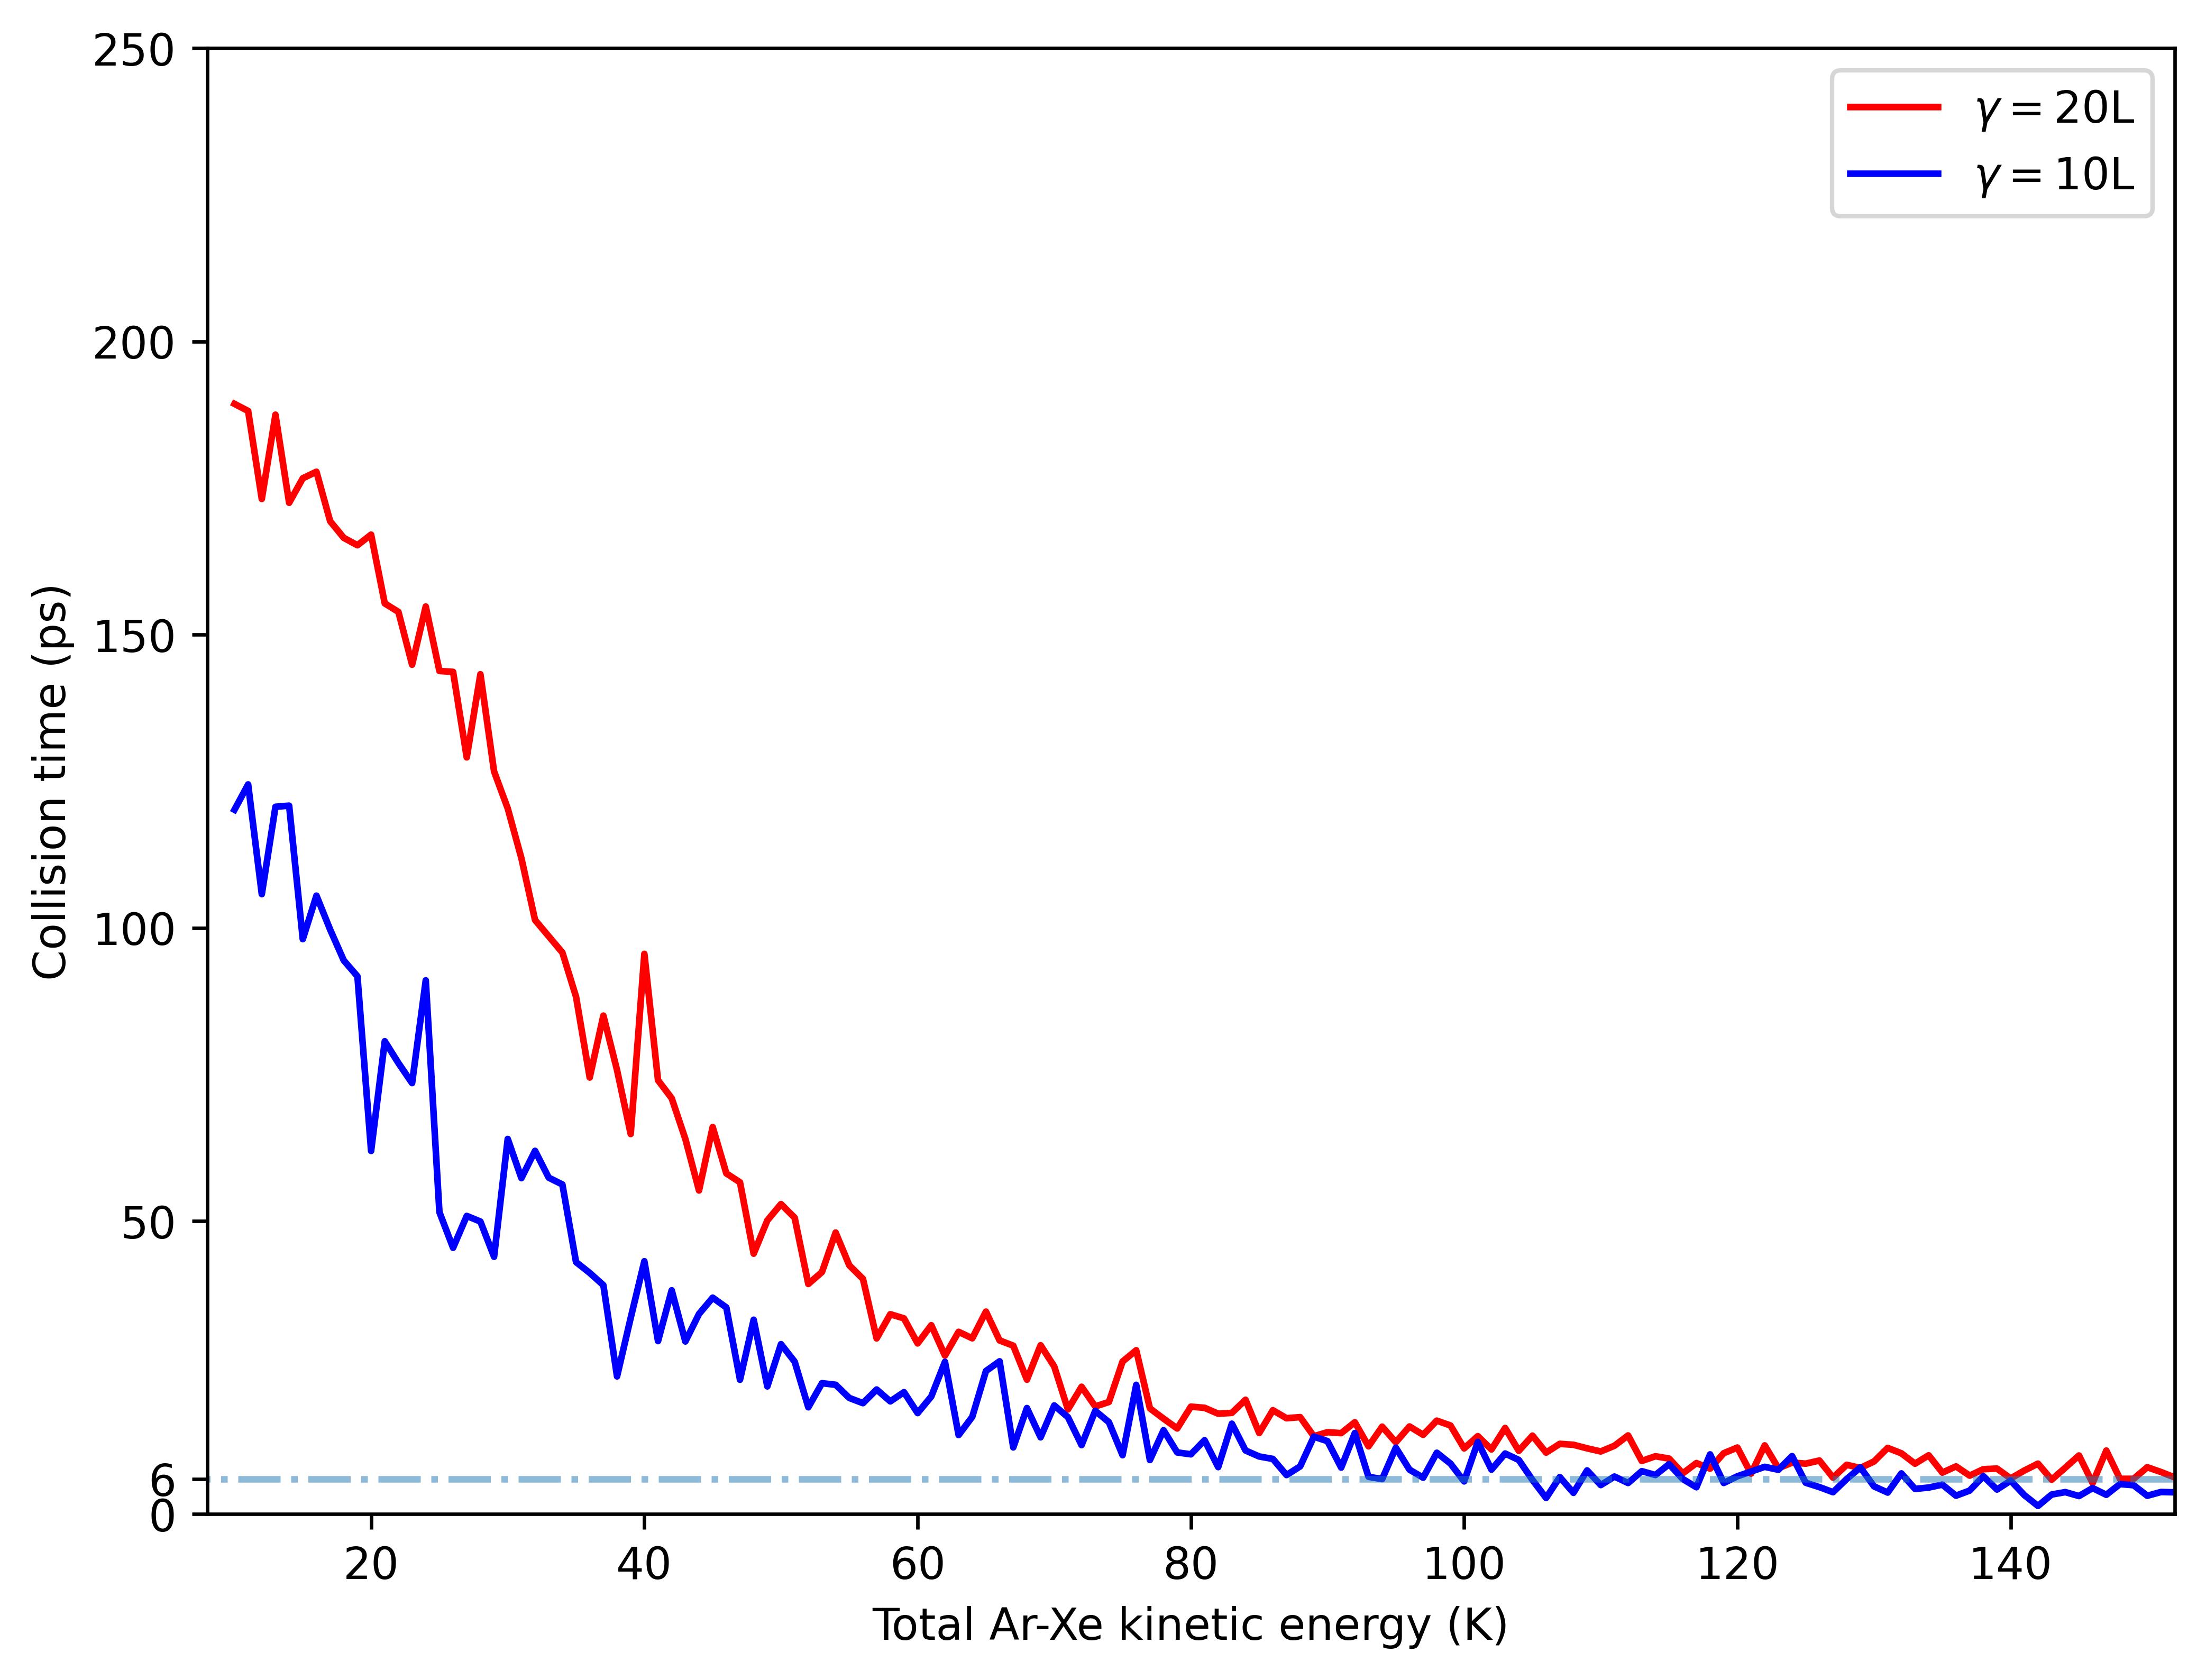 250
200
150
100
50
6
0
Collision time (ps)
γ = 20L
γ = 10L
20 40 60 80 100 120 140
Total Ar-Xe kinetic energy (K)